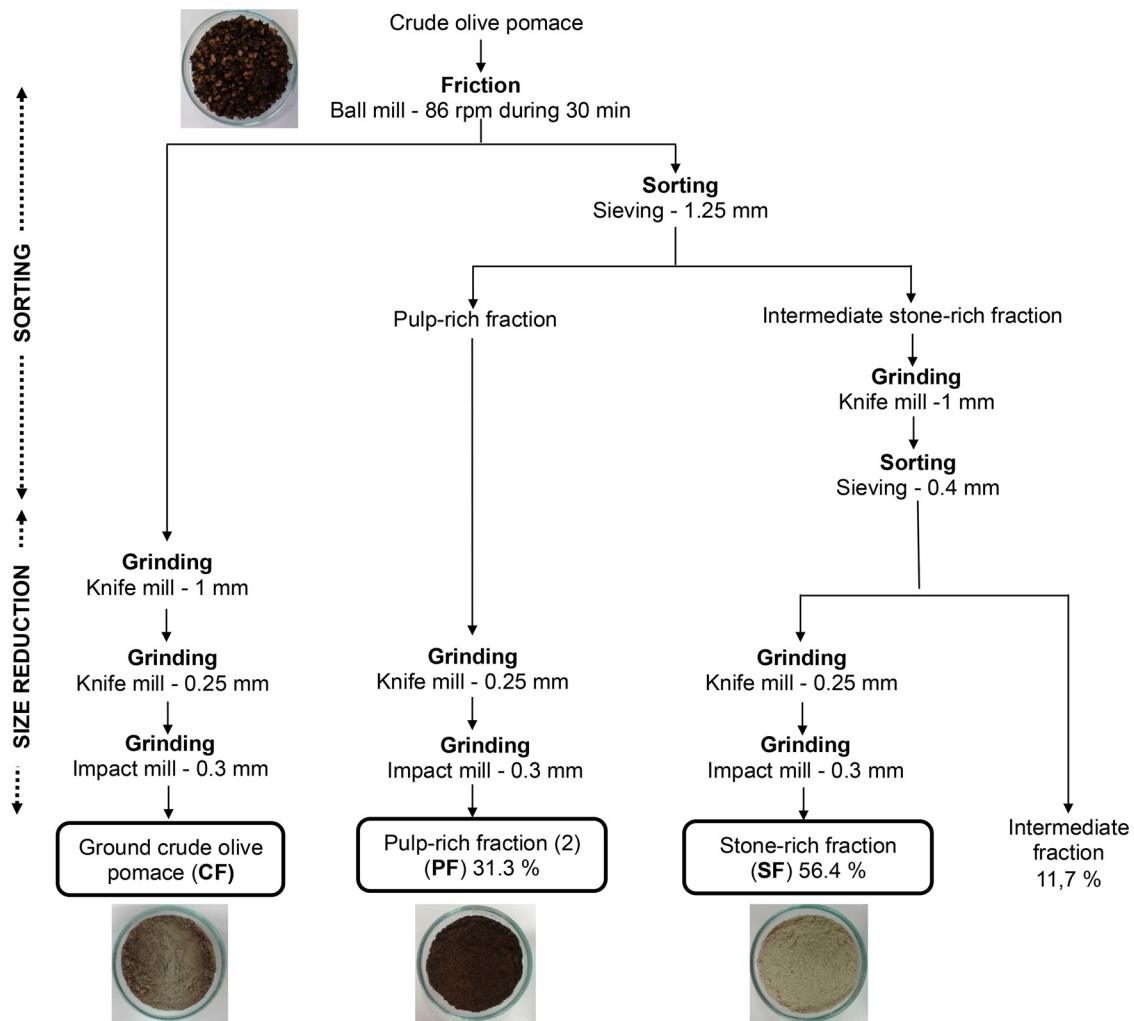 Crude olive pomace
Friction
Ball mill - 86 rpm during 30 min
Sorting
Sieving - 1.25 mm
Pulp-rich fraction
Intermediate stone-rich fraction
Grinding
Knife mill -1 mm
Sorting
Sieving - 0.4 mm
SORTING
SIZE REDUCTION
Grinding
Knife mill - 1 mm
Grinding
Knife mill - 0.25 mm
Grinding
Impact mill - 0.3 mm
Ground crude olive
pomace (CF)
Grinding
Knife mill - 0.25 mm
Grinding
Impact mill - 0.3 mm
Pulp-rich fraction (2)
(PF) 31.3 %
Grinding
Knife mill - 0.25 mm
Grinding
Impact mill - 0.3 mm
Stone-rich fraction
(SF) 56.4 %
Intermediate
fraction
11,7 %